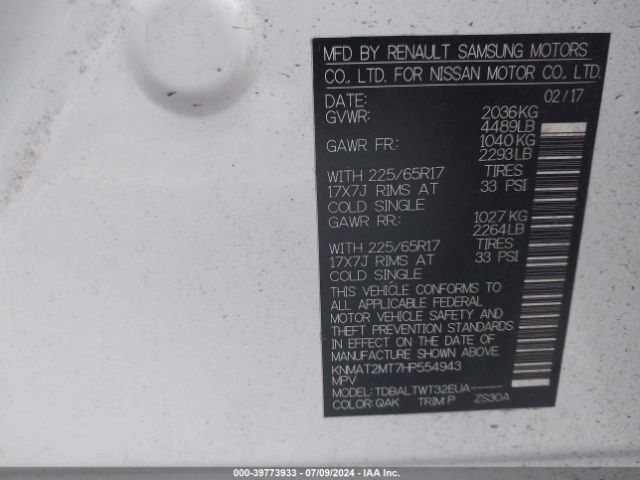 MFD BY RENAULT SAMSUNG MOTORS
CO., LTD. FOR NISSAN MOTOR CO., LTD.
DATE: 02/17
GVWR: 2036KG
4489LB
GAWR FR: 1040KG
2293LB
WITH 225/65R17 TIRES
17X7J RIMS AT 33 PSI
COLD SINGLE
GAWR RR: 1027KG
2264LB
WITH 225/65R17 TIRES
17X7J RIMS AT 33 PSI
COLD SINGLE
THIS VEHICLE CONFORMS TO
ALL APPLICABLE FEDERAL
MOTOR VEHICLE SAFETY AND
THEFT PREVENTION STANDARDS
IN EFFECT ON THE DATE OF
MANUFACTURE SHOWN ABOVE.
KNMAT2MT7HP554943
MPV
MODEL: TDBALTWT32EUA-----
COLOR: QAK TRIM: P ZS30A
000-39773933 / 07/09/2024 - IAA Inc.